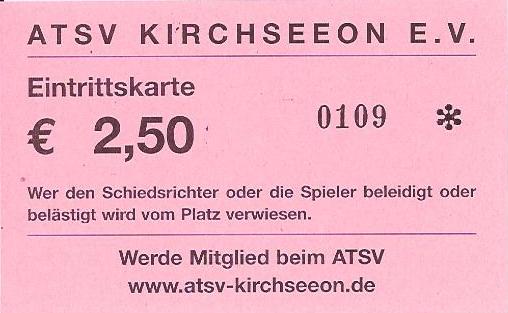 ATSV KIRCHSEEON E.V.
Eintrittskarte
€ 2,50
0109 *
Wer den Schiedsrichter oder die Spieler beleidigt oder
belästigt wird vom Platz verwiesen.
Werde Mitglied beim ATSV
www.atsv-kirchseeon.de